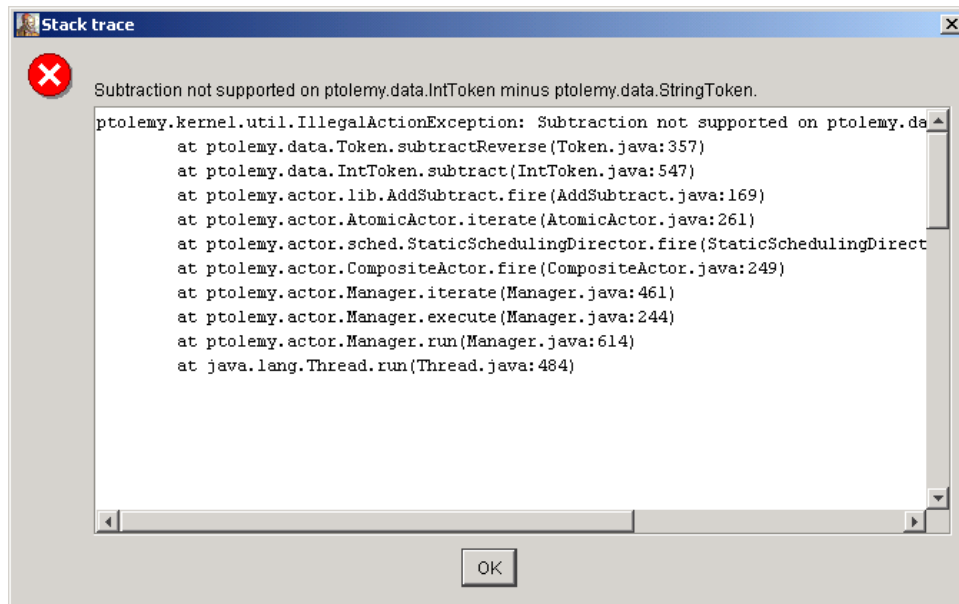 Stack trace
Subtraction not supported on ptolemy.data.IntToken minus ptolemy.data.StringToken.
ptolemy.kernel.util.IllegalActionException: Subtraction not supported on ptolemy.da
at ptolemy.data.Token.subtractReverse(Token.java:357)
at ptolemy.data.IntToken.subtract(IntToken.java:547)
at ptolemy.actor.lib.AddSubtract.fire(AddSubtract.java:169)
at ptolemy.actor.AtomicActor.iterate(AtomicActor.java:261)
at ptolemy.actor.sched.StaticSchedulingDirector.fire(StaticSchedulingDirect
at ptolemy.actor.CompositeActor.fire(CompositeActor.java:249)
at ptolemy.actor.Manager.iterate(Manager.java:461)
at ptolemy.actor.Manager.execute(Manager.java:244)
at ptolemy.actor.Manager.run(Manager.java:614)
at java.lang.Thread.run(Thread.java:484)
OK